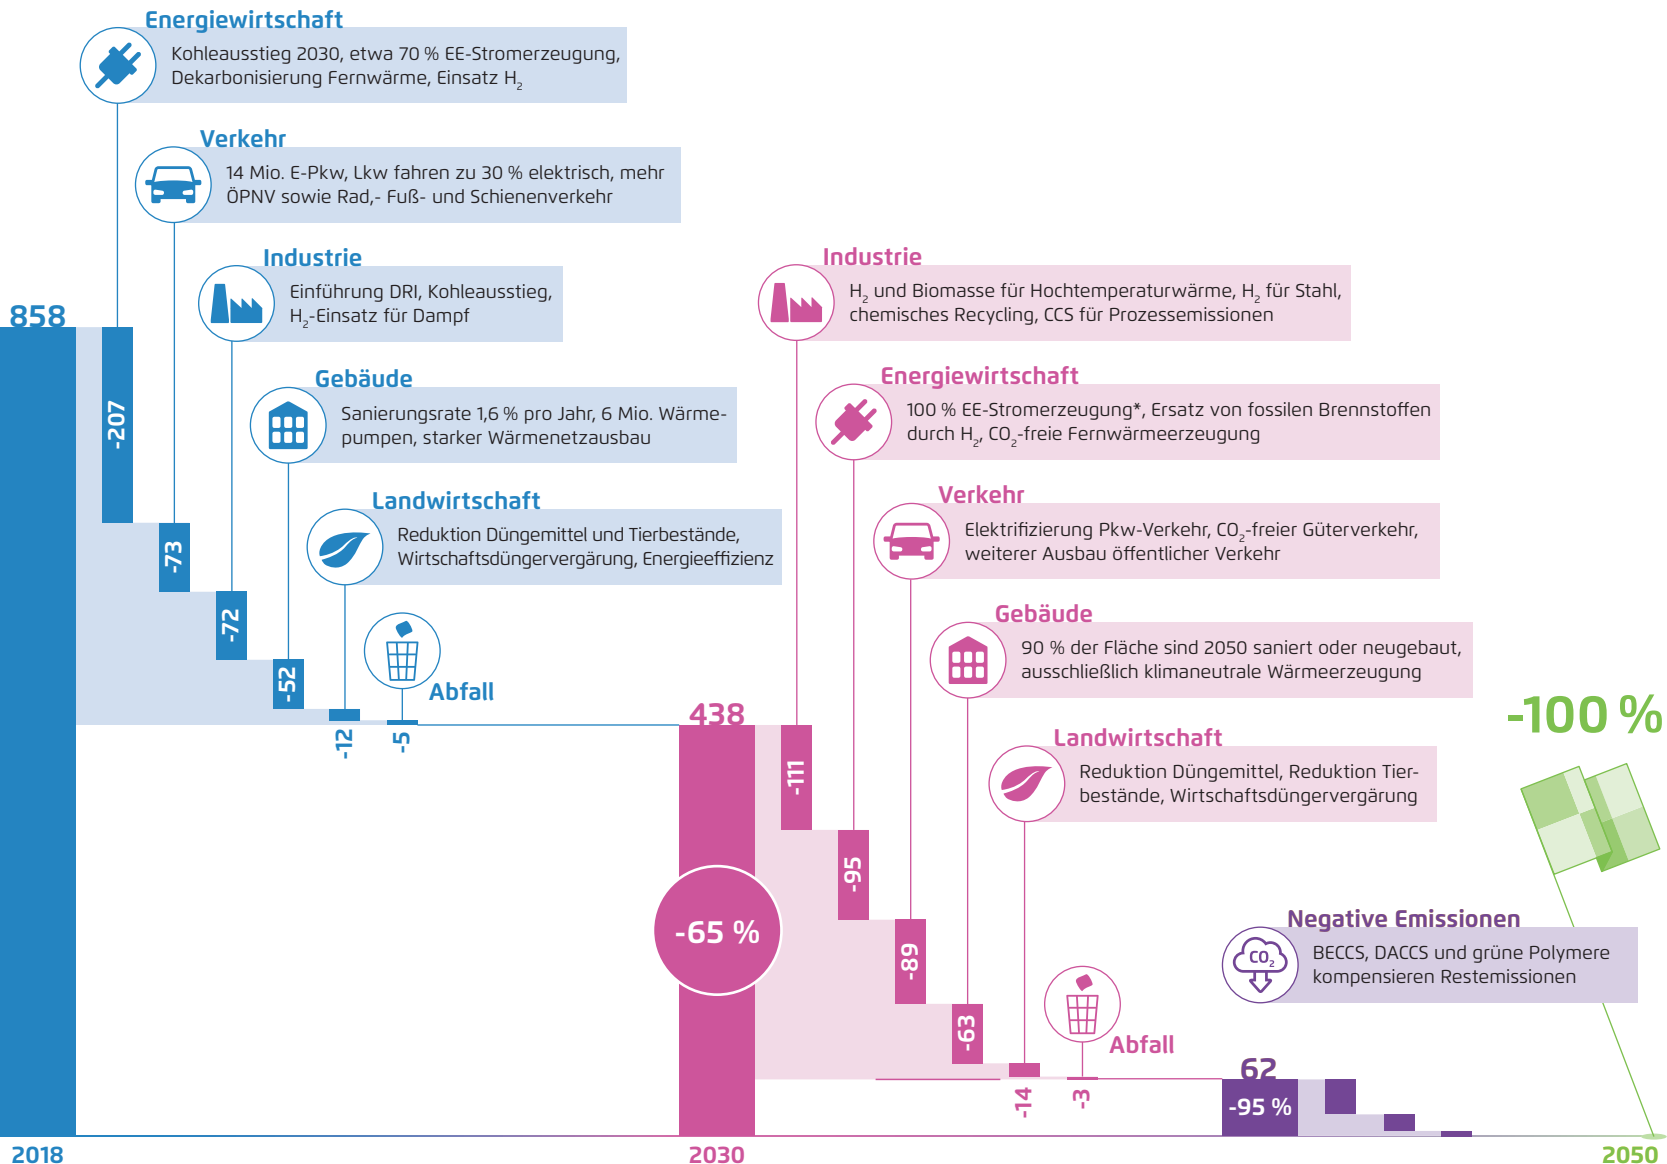 Energiewirtschaft
Kohleausstieg 2030, etwa 70 % EE-Stromerzeugung,
Dekarbonisierung Fernwärme, Einsatz H₂
Verkehr
14 Mio. E-Pkw, Lkw fahren zu 30 % elektrisch, mehr
ÖPNV sowie Rad,- Fuß- und Schienenverkehr
Industrie
Einführung DRI, Kohleausstieg,
H₂-Einsatz für Dampf
Gebäude
Sanierungsrate 1,6 % pro Jahr, 6 Mio. Wärme-
pumpen, starker Wärmenetzausbau
Landwirtschaft
Reduktion Düngemittel und Tierbestände,
Wirtschaftsdüngervergärung, Energieeffizienz
Abfall
858
-207
-73
-72
-52
-12
-5
Industrie
H₂ und Biomasse für Hochtemperaturwärme, H₂ für Stahl,
chemisches Recycling, CCS für Prozessemissionen
Energiewirtschaft
100 % EE-Stromerzeugung*, Ersatz von fossilen Brennstoffen
durch H₂, CO₂-freie Fernwärmeerzeugung
Verkehr
Elektrifizierung Pkw-Verkehr, CO₂-freier Güterverkehr,
weiterer Ausbau öffentlicher Verkehr
Gebäude
90 % der Fläche sind 2050 saniert oder neugebaut,
ausschließlich klimaneutrale Wärmeerzeugung
Landwirtschaft
Reduktion Düngemittel, Reduktion Tier-
bestände, Wirtschaftsdüngervergärung
Abfall
438
-65 %
-111
-95
-89
-63
-14
-3
-100 %
Negative Emissionen
CO₂
BECCS, DACCS und grüne Polymere
kompensieren Restemissionen
62
-95 %
2018
2030
2050